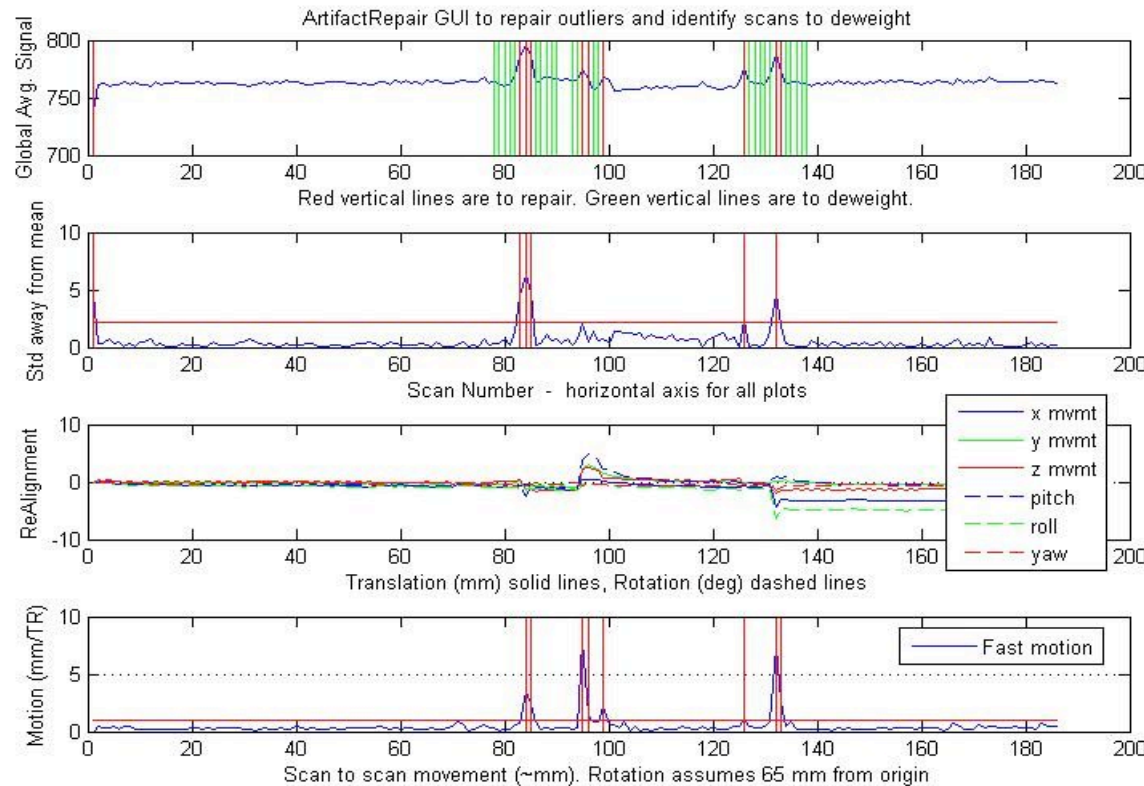 ArtifactRepair GUI to repair outliers and identify scans to deweight
Global Avg. Signal
800
750
700
0 20 40 60 80 100 120 140 160 180 200
Red vertical lines are to repair. Green vertical lines are to deweight.
Std away from mean
10
5
0
0 20 40 60 80 100 120 140 160 180 200
Scan Number - horizontal axis for all plots
ReAlignment
10
0
-10
0 20 40 60 80 100 120 140 160 180 200
x mvmt
y mvmt
z mvmt
pitch
roll
yaw
Translation (mm) solid lines, Rotation (deg) dashed lines
Motion (mm/TR)
10
5
0
0 20 40 60 80 100 120 140 160 180 200
Fast motion
Scan to scan movement (~mm). Rotation assumes 65 mm from origin